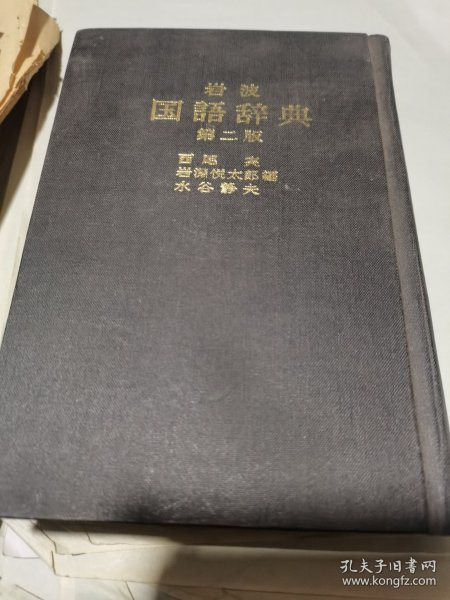 岩波
国語辞典
第二版
西尾実
岩淵悦太郎編
水谷静夫
孔夫子旧书网
www.kongfz.com